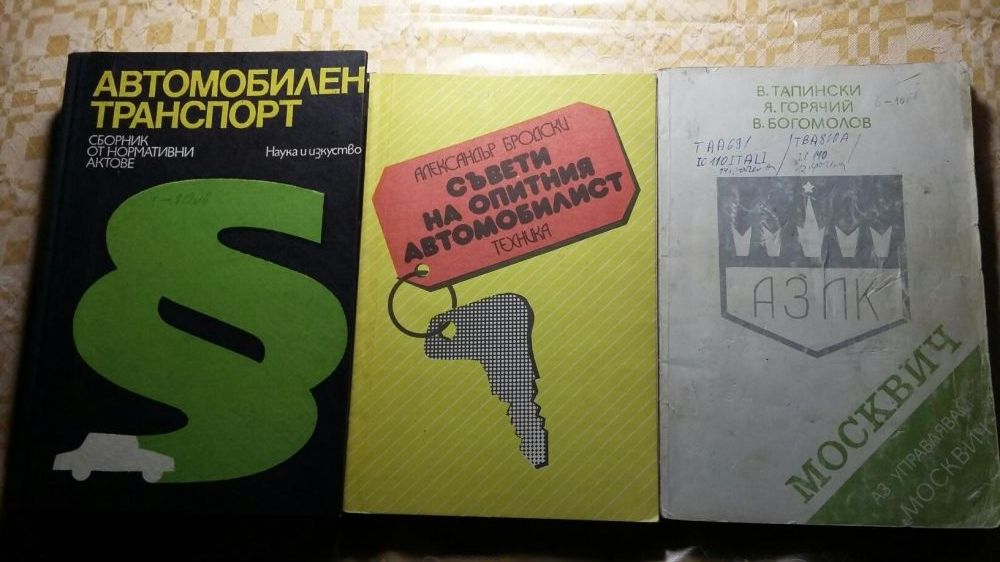 АВТОМОБИЛЕН
ТРАНСПОРТ
СБОРНИК
ОТ НОРМАТИВНИ
АКТОВЕ
Наука и изкуство
§
АЛЕКСАНДЪР БРОДСКИ
СЪВЕТИ
НА ОПИТНИЯ
АВТОМОБИЛИСТ
ТЕХНИКА
В. ТАПИНСКИ
Я. ГОРЯЧИЙ
В. БОГОМОЛОВ
АЗЛК
МОСКВИЧ
АЗ УПРАВЛЯВАМ
МОСКВИЧ